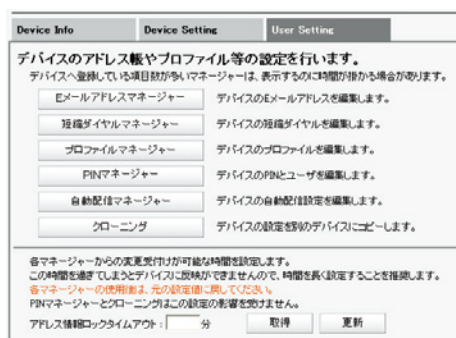 Device Info Device Setting User Setting
デバイスのアドレス帳やプロファイル等の設定を行います。
デバイスへ登録している項目数が多いマネージャーは、表示するのに時間が掛かる場合があります。
Eメールアドレスマネージャー デバイスのEメールアドレスを編集します。
短縮ダイヤルマネージャー デバイスの短縮ダイヤルを編集します。
プロファイルマネージャー デバイスのプロファイルを編集します。
PINマネージャー デバイスのPINとユーザを編集します。
自動配信マネージャー デバイスの自動配信設定を編集します。
クローニング デバイスの設定を別のデバイスにコピーします。
各マネージャーからの変更受付けが可能な時間を設定します。
この時間を過ぎてしまうとデバイスに反映ができませんので、時間を長く設定することを推奨します。
各マネージャーの使用後は、元の設定値に戻してください。
PINマネージャーとクローニングはこの設定の影響を受けません。
アドレス情報ロックタイムアウト： 分 取得 更新